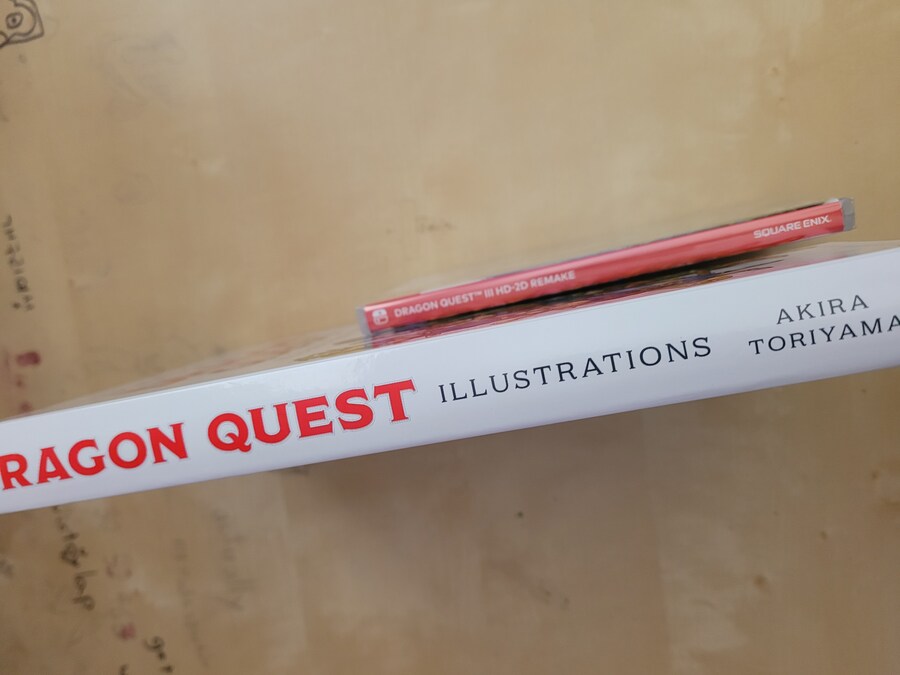 DRAGON QUEST™ III HD-2D REMAKE
SQUARE ENIX.
RAGON QUEST ILLUSTRATIONS
AKIRA
TORIYAMA